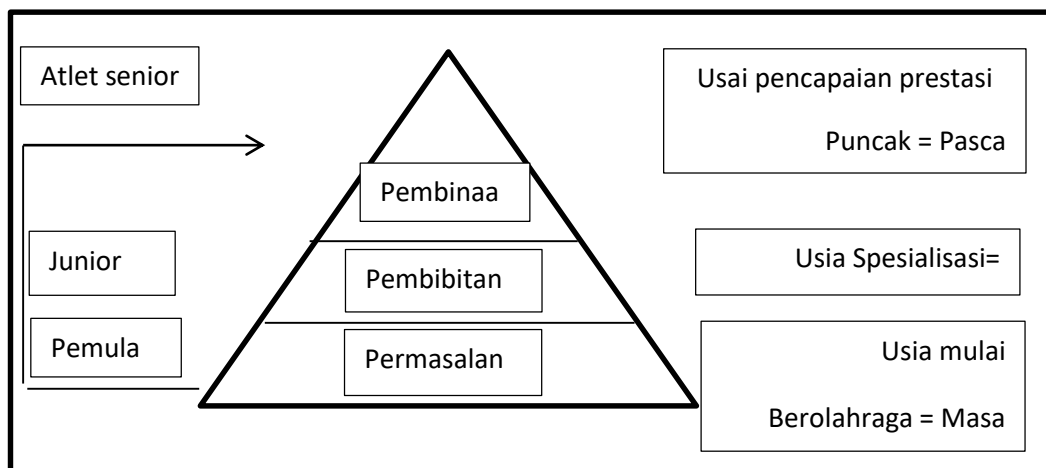 Atlet senior
Usai pencapaian prestasi
Puncak = Pasca
Pembinaa
Junior
Pembibitan
Usia Spesialisasi=
Pemula
Permasalan
Usia mulai
Berolahraga = Masa